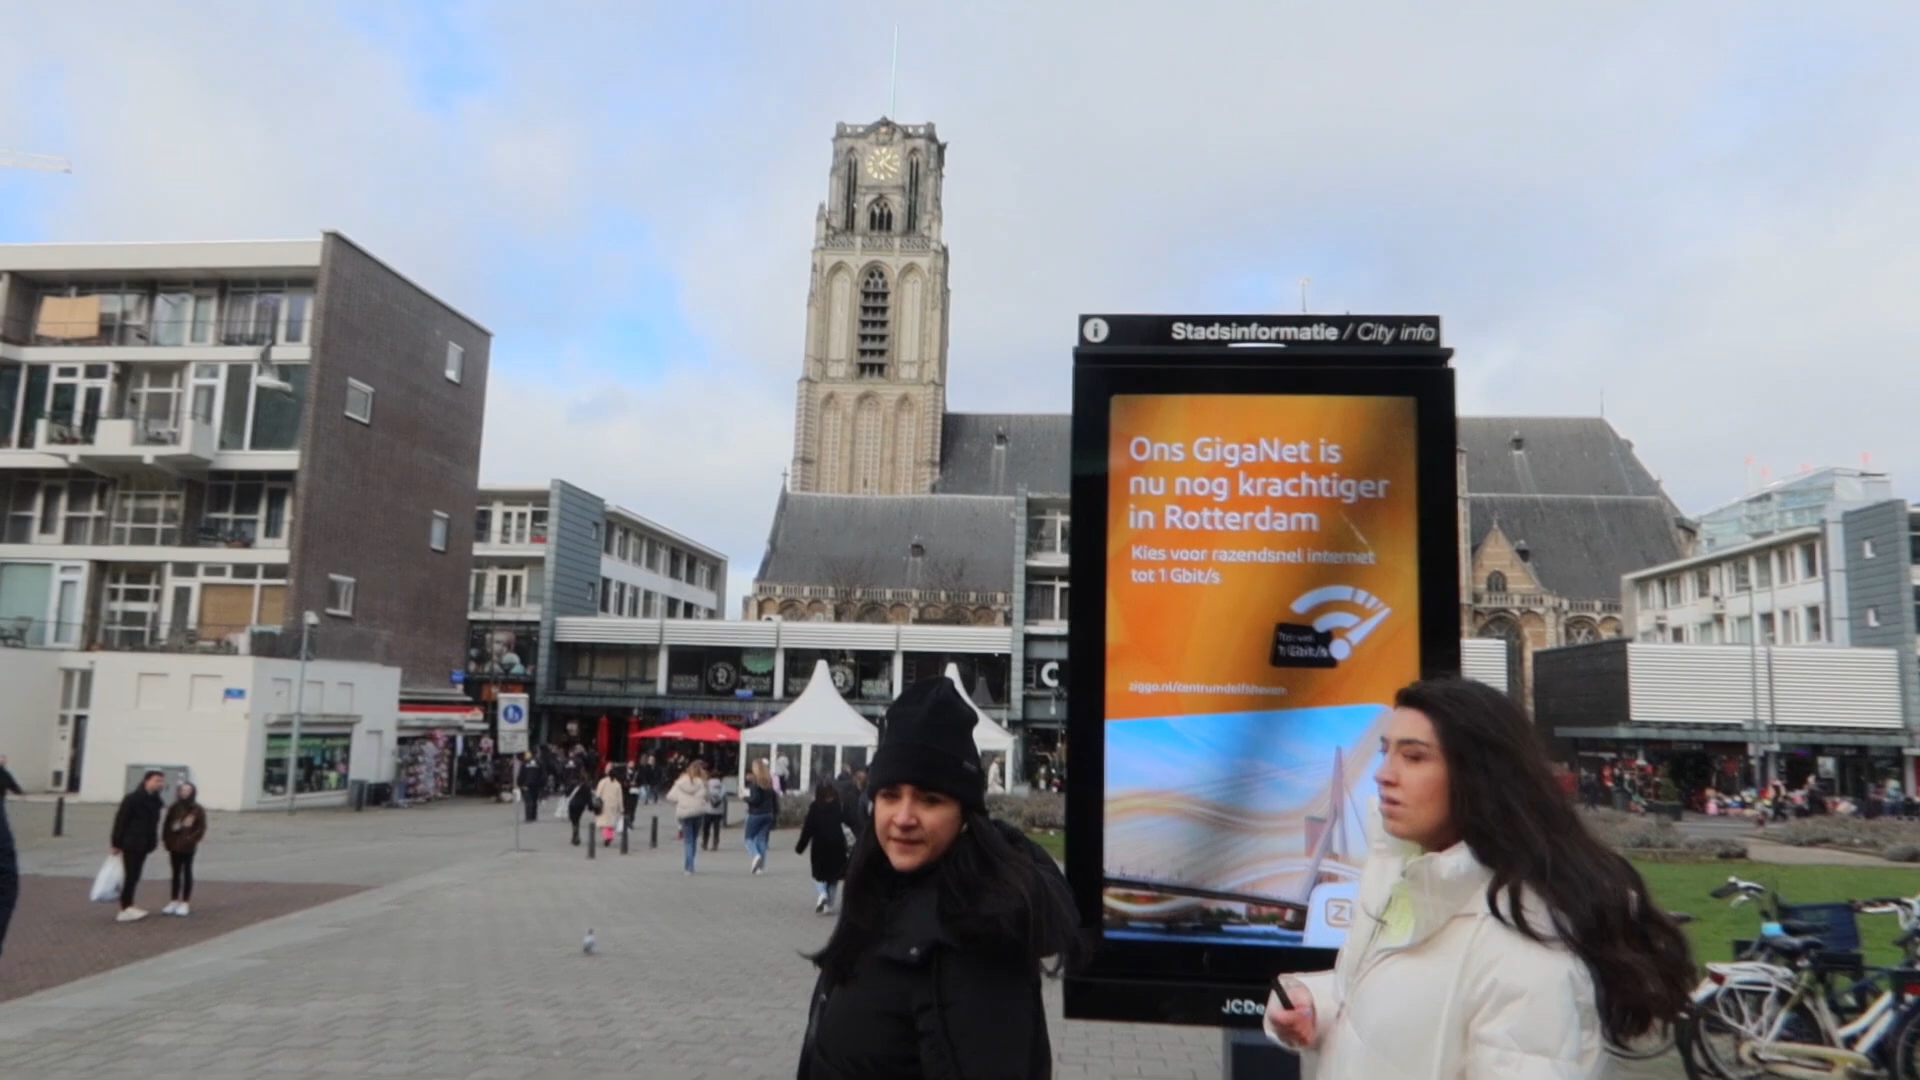 Stadsinformatie / City info
Ons GigaNet is
nu nog krachtiger
in Rotterdam
Kies voor razendsnel internet
tot 1 Gbit/s
1 Gbit/s
ziggo.nl/centrumdelfshaven
JCDe